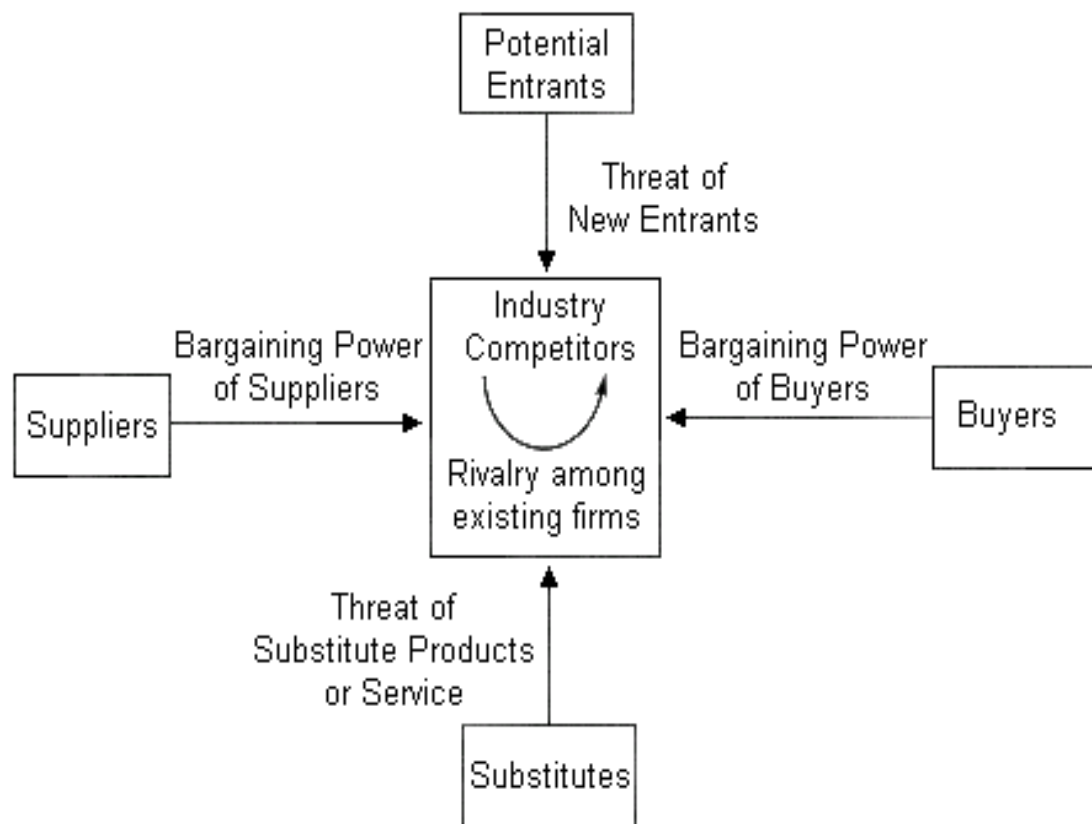 Potential
Entrants
Threat of
New Entrants
Industry
Competitors
Bargaining Power
of Suppliers
Bargaining Power
of Buyers
Suppliers
Buyers
Rivalry among
existing firms
Threat of
Substitute Products
or Service
Substitutes